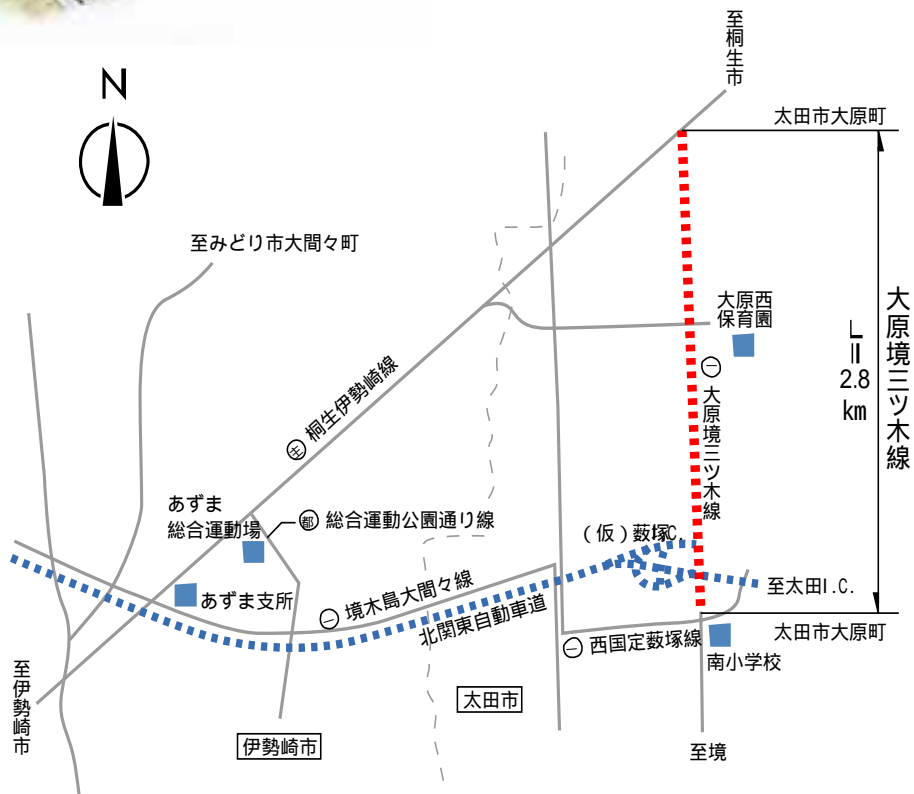 至桐生市
N
太田市大原町
至みどり市大間々町
大原西
保育園
大原境三ツ木線
L=2.8km
㊀大原境三ツ木線
主 桐生伊勢崎線
あずま
総合運動場
都 総合運動公園通り線
(仮)薮塚I.C.
至太田I.C.
あずま支所
㊀境木島大間々線
北関東自動車道
㊀西国定薮塚線
太田市大原町
南小学校
至伊勢崎市
太田市
伊勢崎市
至境